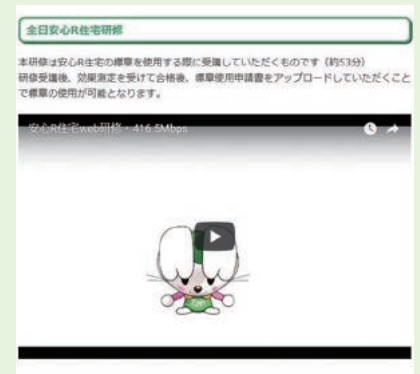 全日安心R住宅研修
本研修は安心R住宅の標章を使用する際に受講していただくものです（約53分）
研修受講後、効果測定を受けて合格後、標章使用申請書をアップロードしていただくこと
で標章の使用が可能となります。
安心R住宅web研修・416.5Mbps